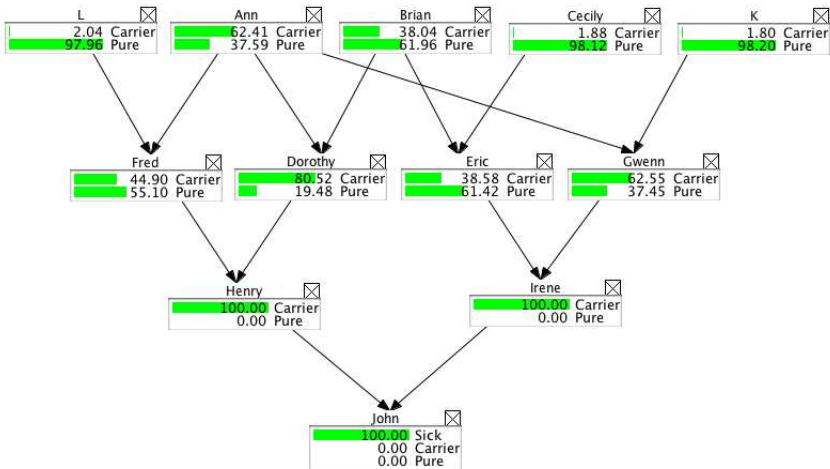 L
2.04 Carrier
97.96 Pure
Ann
62.41 Carrier
37.59 Pure
Brian
38.04 Carrier
61.96 Pure
Cecily
1.88 Carrier
98.12 Pure
K
1.80 Carrier
98.20 Pure
Fred
44.90 Carrier
55.10 Pure
Dorothy
80.52 Carrier
19.48 Pure
Eric
38.58 Carrier
61.42 Pure
Gwenn
62.55 Carrier
37.45 Pure
Henry
100.00 Carrier
0.00 Pure
Irene
100.00 Carrier
0.00 Pure
John
100.00 Sick
0.00 Carrier
0.00 Pure